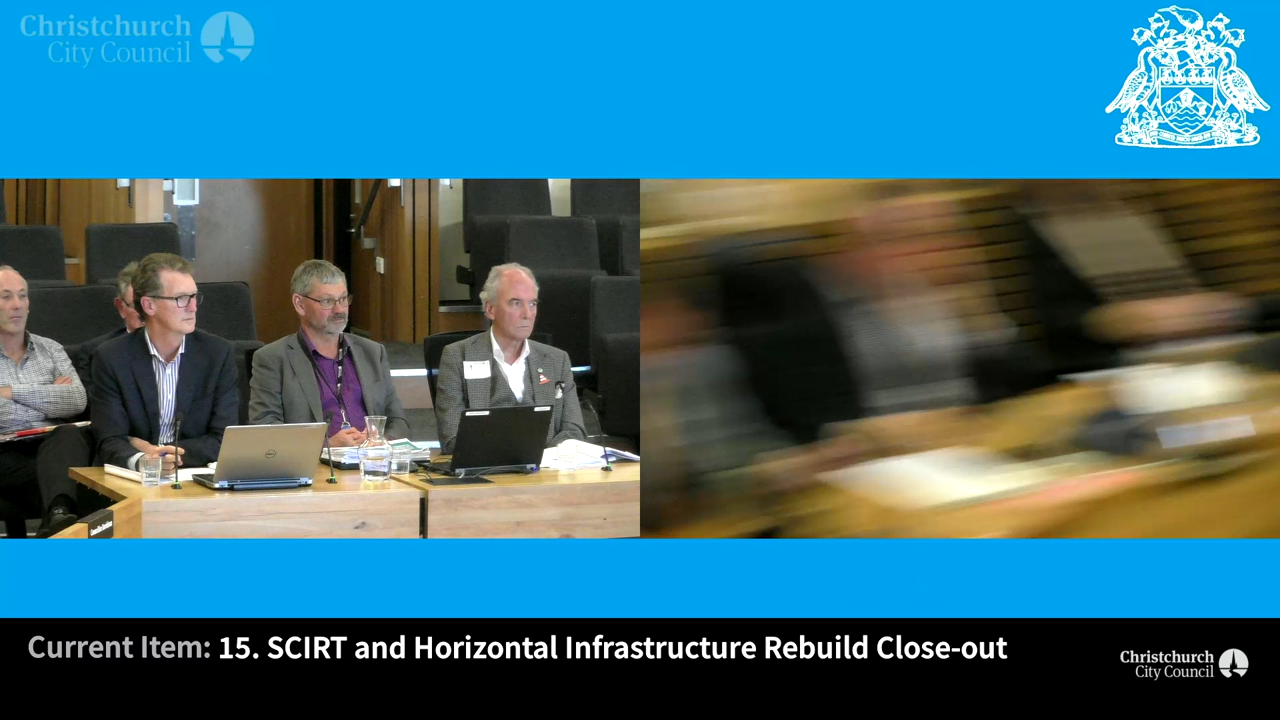 Christchurch
City Council
Current Item: 15. SCIRT and Horizontal Infrastructure Rebuild Close-out
Christchurch
City Council